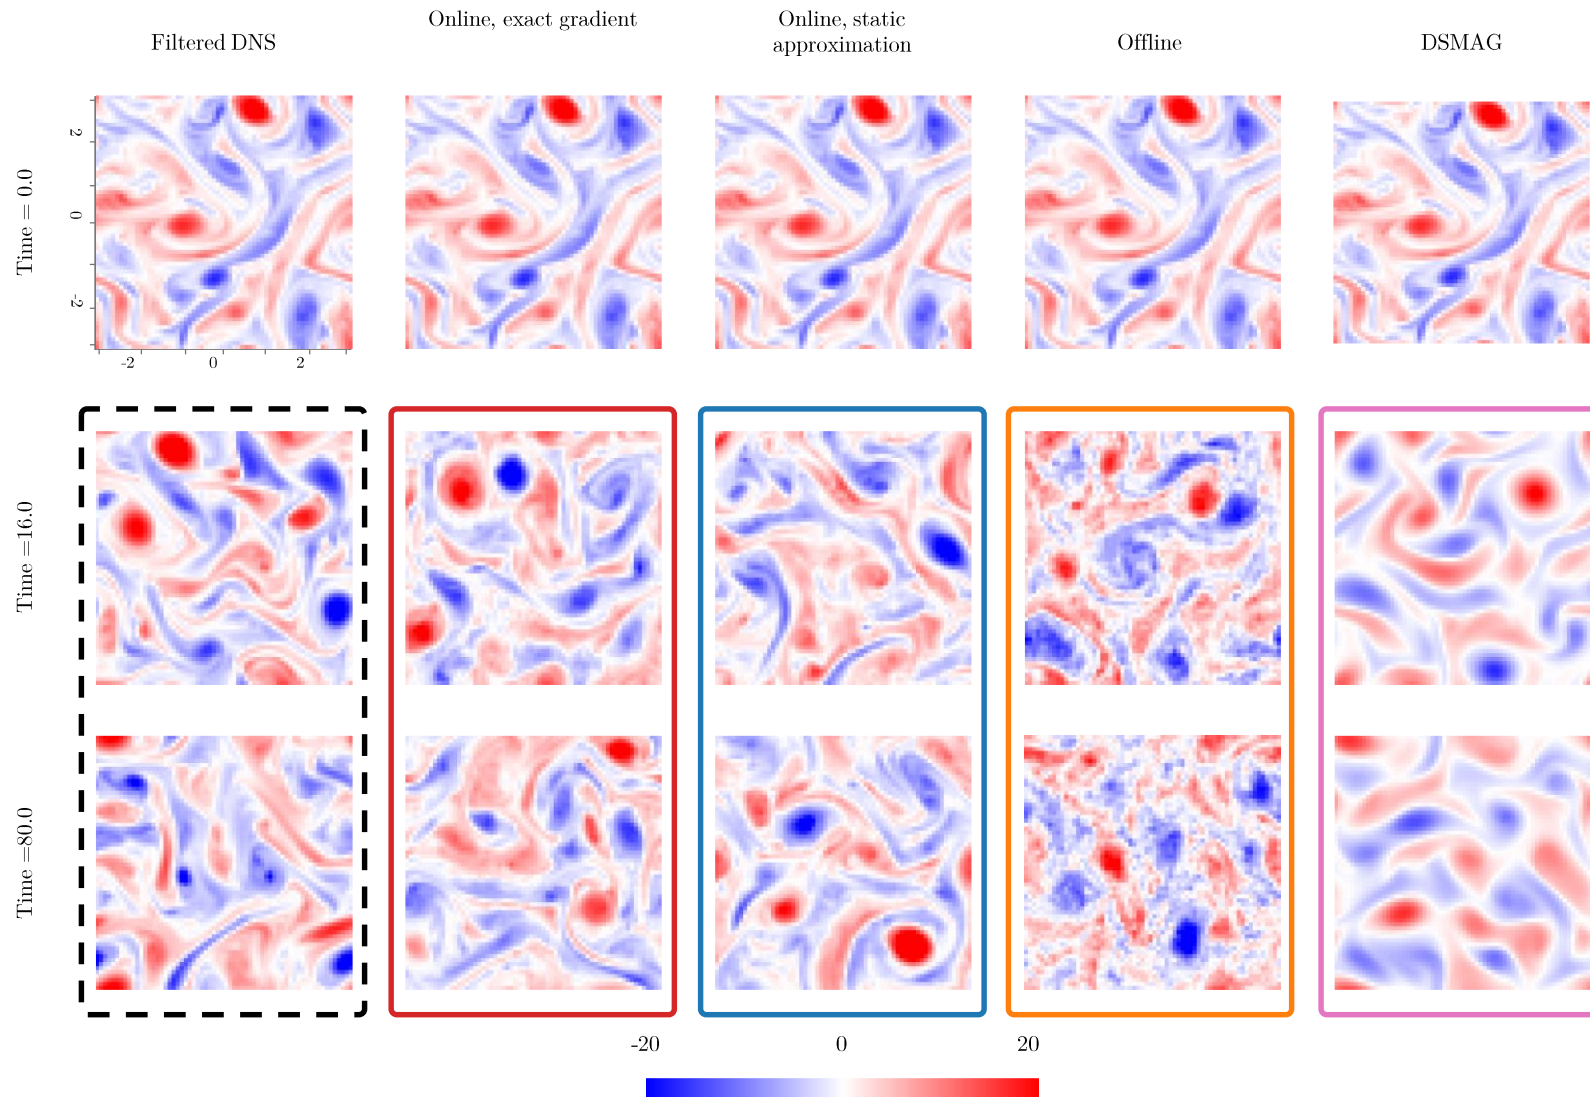 Filtered DNS
Online, exact gradient
Online, static
approximation
Offline
DSMAG
Time = 0.0
2
0
-2
-2
0
2
Time =16.0
Time =80.0
-20
0
20